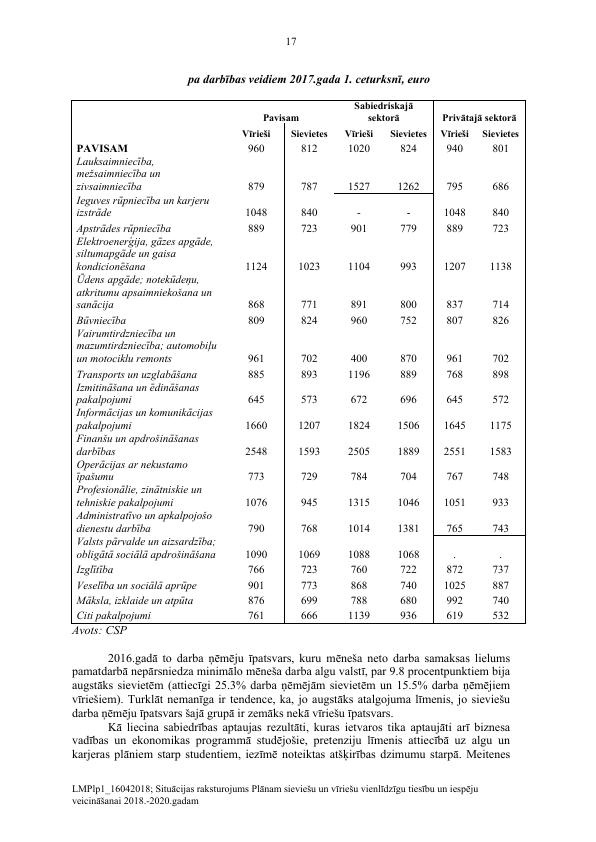 17
pa darbības veidiem 2017.gada 1. ceturksnī, euro
Pavisam Sabiedriskajā sektorā Privātajā sektorā
Vīrieši Sievietes Vīrieši Sievietes Vīrieši Sievietes
PAVISAM 960 812 1020 824 940 801
Lauksaimniecība,
mežsaimniecība un
zivsaimniecība 879 787 1527 1262 795 686
Ieguves rūpniecība un karjeru
izstrāde 1048 840 - - 1048 840
Apstrādes rūpniecība 889 723 901 779 889 723
Elektroenerģija, gāzes apgāde,
siltumapgāde un gaisa
kondicionēšana 1124 1023 1104 993 1207 1138
Ūdens apgāde; notekūdeņu,
atkritumu apsaimniekošana un
sanācija 868 771 891 800 837 714
Būvniecība 809 824 960 752 807 826
Vairumtirdzniecība un
mazumtirdzniecība; automobiļu
un motociklu remonts 961 702 400 870 961 702
Transports un uzglabāšana 885 893 1196 889 768 898
Izmitināšana un ēdināšanas
pakalpojumi 645 573 672 696 645 572
Informācijas un komunikācijas
pakalpojumi 1660 1207 1824 1506 1645 1175
Finanšu un apdrošināšanas
darbības 2548 1593 2505 1889 2551 1583
Operācijas ar nekustamo
īpašumu 773 729 784 704 767 748
Profesionālie, zinātniskie un
tehniskie pakalpojumi 1076 945 1315 1046 1051 933
Administratīvo un apkalpojošo
dienestu darbība 790 768 1014 1381 765 743
Valsts pārvalde un aizsardzība;
obligātā sociālā apdrošināšana 1090 1069 1088 1068 . .
Izglītība 766 723 760 722 872 737
Veselība un sociālā aprūpe 901 773 868 740 1025 887
Māksla, izklaide un atpūta 876 699 788 680 992 740
Citi pakalpojumi 761 666 1139 936 619 532
Avots: CSP
2016.gadā to darba ņēmēju īpatsvars, kuru mēneša neto darba samaksas lielums
pamatdarbā nepārsniedza minimālo mēneša darba algu valstī, par 9.8 procentpunktiem bija
augstāks sievietēm (attiecīgi 25.3% darba ņēmējām sievietēm un 15.5% darba ņēmējiem
vīriešiem). Turklāt nemanīga ir tendence, ka, jo augstāks atalgojuma līmenis, jo sieviešu
darba ņēmēju īpatsvars šajā grupā ir zemāks nekā vīriešu īpatsvars.
Kā liecina sabiedrības aptaujas rezultāti, kuras ietvaros tika aptaujāti arī biznesa
vadības un ekonomikas programmā studējošie, pretenziju līmenis attiecībā uz algu un
karjeras plāniem starp studentiem, iezīmē noteiktas atšķirības dzimumu starpā. Meitenes
LMPlp1_16042018; Situācijas raksturojums Plānam sieviešu un vīriešu vienlīdzīgu tiesību un iespēju
veicināšanai 2018.-2020.gadam